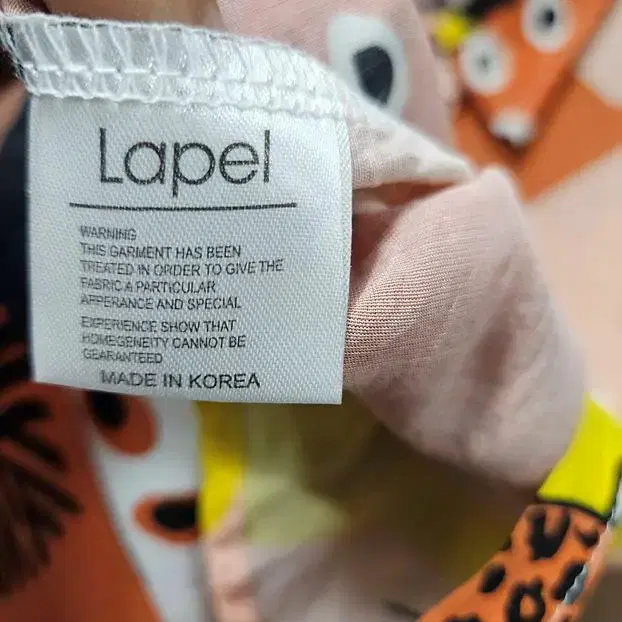 Lapel
WARNING
THIS GARMENT HAS BEEN
TREATED IN ORDER TO GIVE THE
FABRIC A PARTICULAR
APPERANCE AND SPECIAL
EXPERIENCE SHOW THAT
HOMEGENEITY CANNOT BE
GEARANTEED
MADE IN KOREA